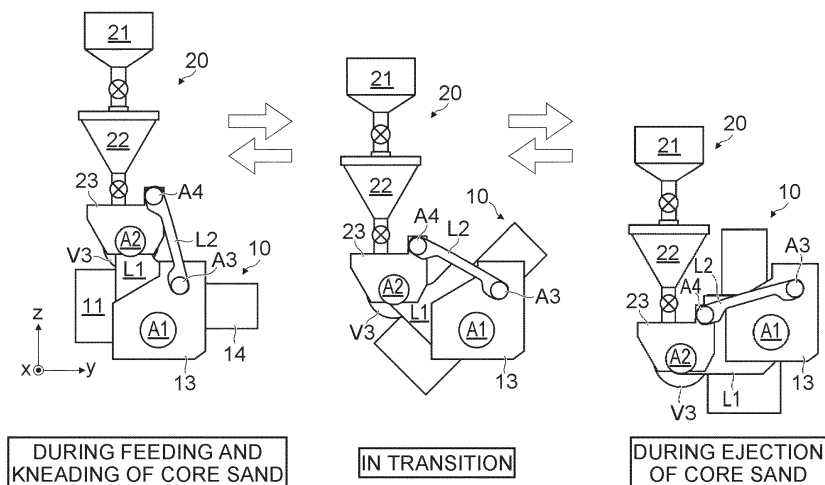 21
20
22
23
A4
A2
L2
V3
L1
A3
10
11
A1
14
13
z
x
y
DURING FEEDING AND
KNEADING OF CORE SAND
21
20
22
10
A4
L2
23
A2
A3
V3
L1
A1
13
IN TRANSITION
21
20
10
22
L2
A3
A4
23
A1
A2
13
V3
L1
DURING EJECTION
OF CORE SAND